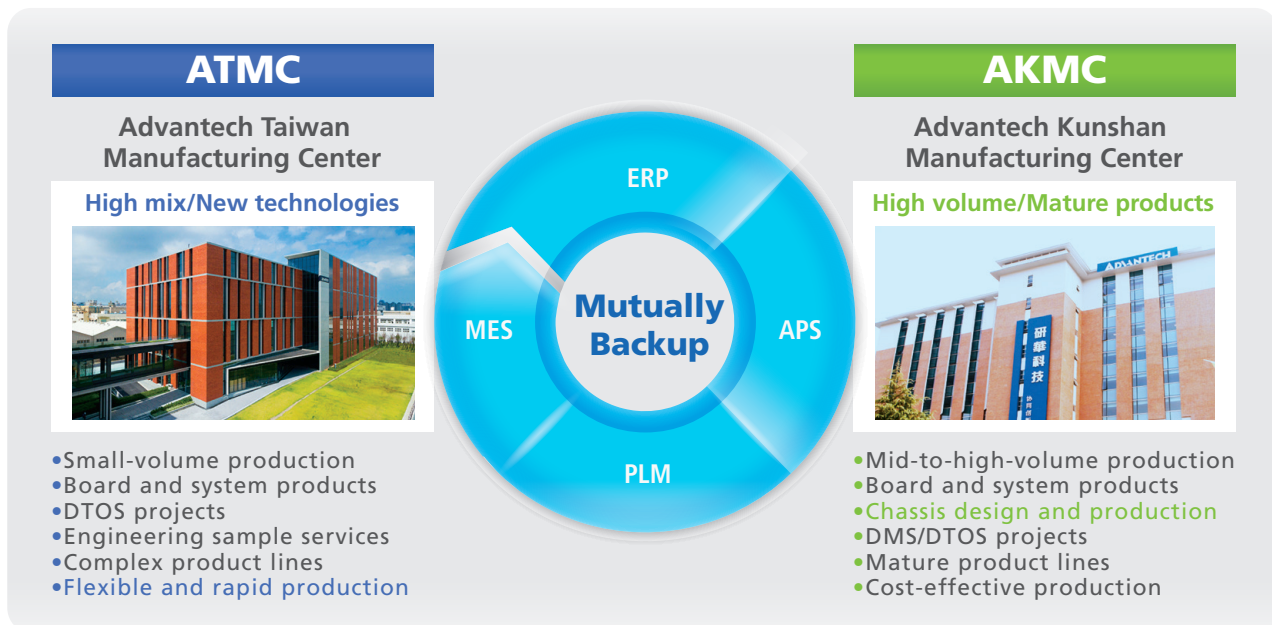 ATMC
Advantech Taiwan
Manufacturing Center
High mix/New technologies
•Small-volume production
•Board and system products
•DTOS projects
•Engineering sample services
•Complex product lines
•Flexible and rapid production
ERP
MES
Mutually
Backup
APS
PLM
AKMC
Advantech Kunshan
Manufacturing Center
High volume/Mature products
ADVANTECH
研華科技
•Mid-to-high-volume production
•Board and system products
•Chassis design and production
•DMS/DTOS projects
•Mature product lines
•Cost-effective production